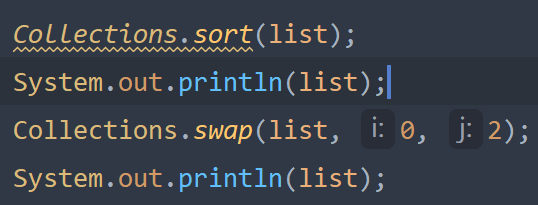 Collections.sort(list);
System.out.println(list);
Collections.swap(list, i: 0, j: 2);
System.out.println(list);